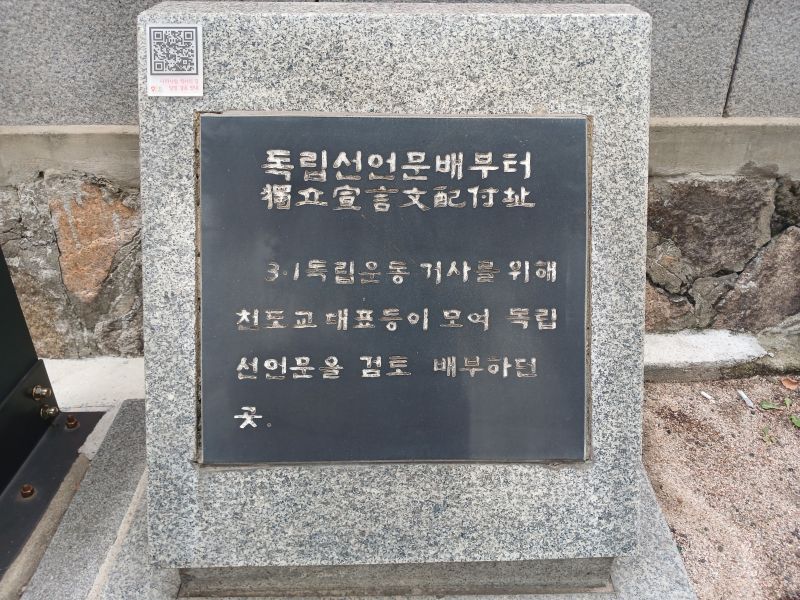 독립선언문배부터
獨立宣言文配付址
3·1독립운동 거사를 위해
천도교대표등이 모여 독립
선언문을 검토 배부하던
곳.